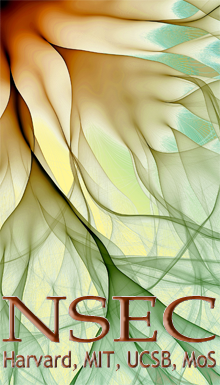 NSEC
Harvard, MIT, UCSB, MoS